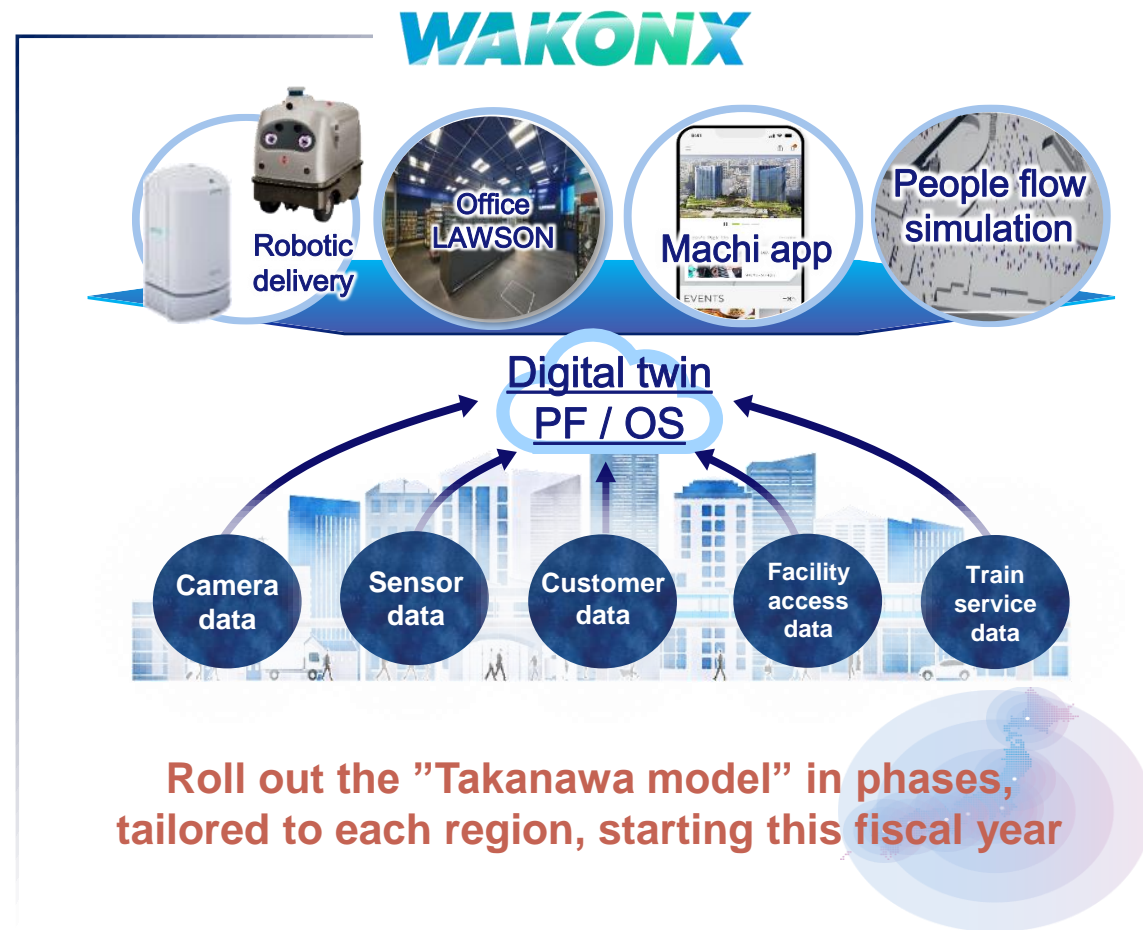 WAKONX
Robotic
delivery
Office
LAWSON
Machi app
EVENTS
People flow
simulation
Digital twin
PF / OS
Camera
data
Sensor
data
Customer
data
Facility
access
data
Train
service
data
Roll out the ”Takanawa model” in phases,
tailored to each region, starting this fiscal year